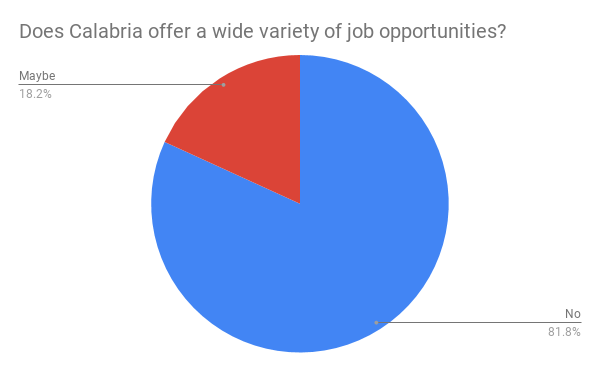 Does Calabria offer a wide variety of job opportunities?
Maybe
18.2%
No
81.8%